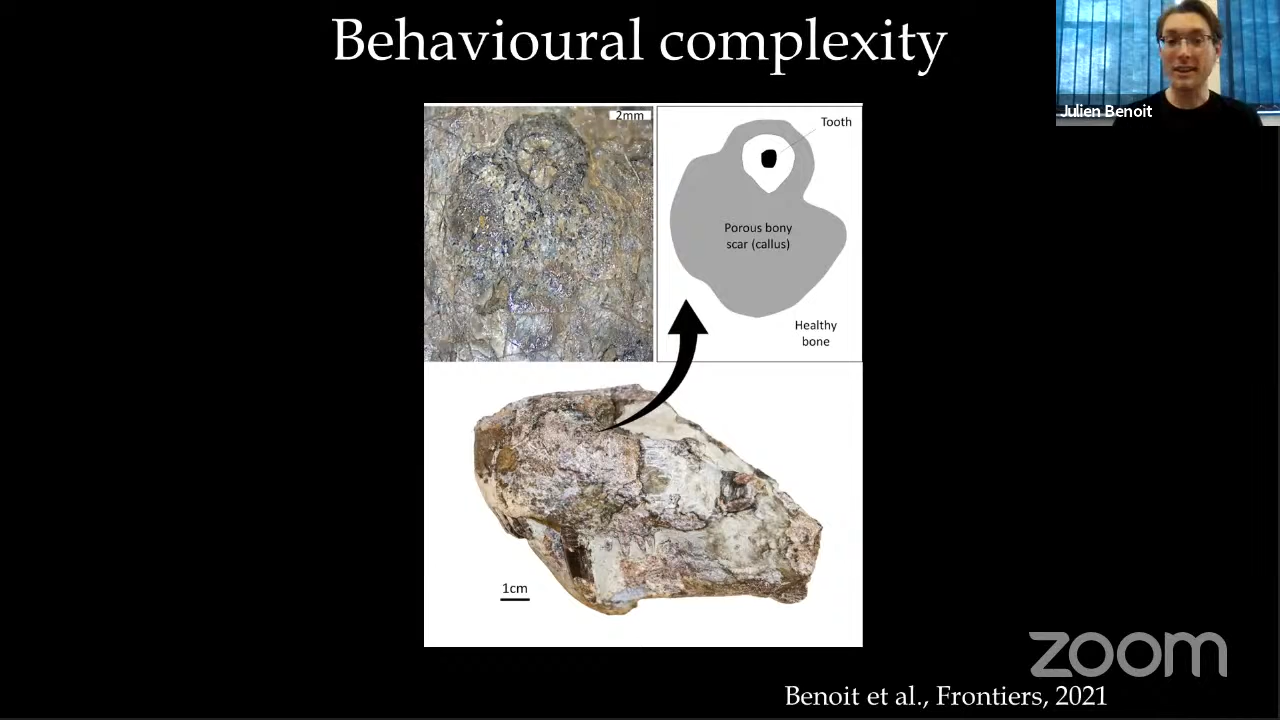 Behavioural complexity
Julien Benoit
2mm
Tooth
Porous bony
scar (callus)
Healthy
bone
1cm
zoom
Benoit et al., Frontiers, 2021